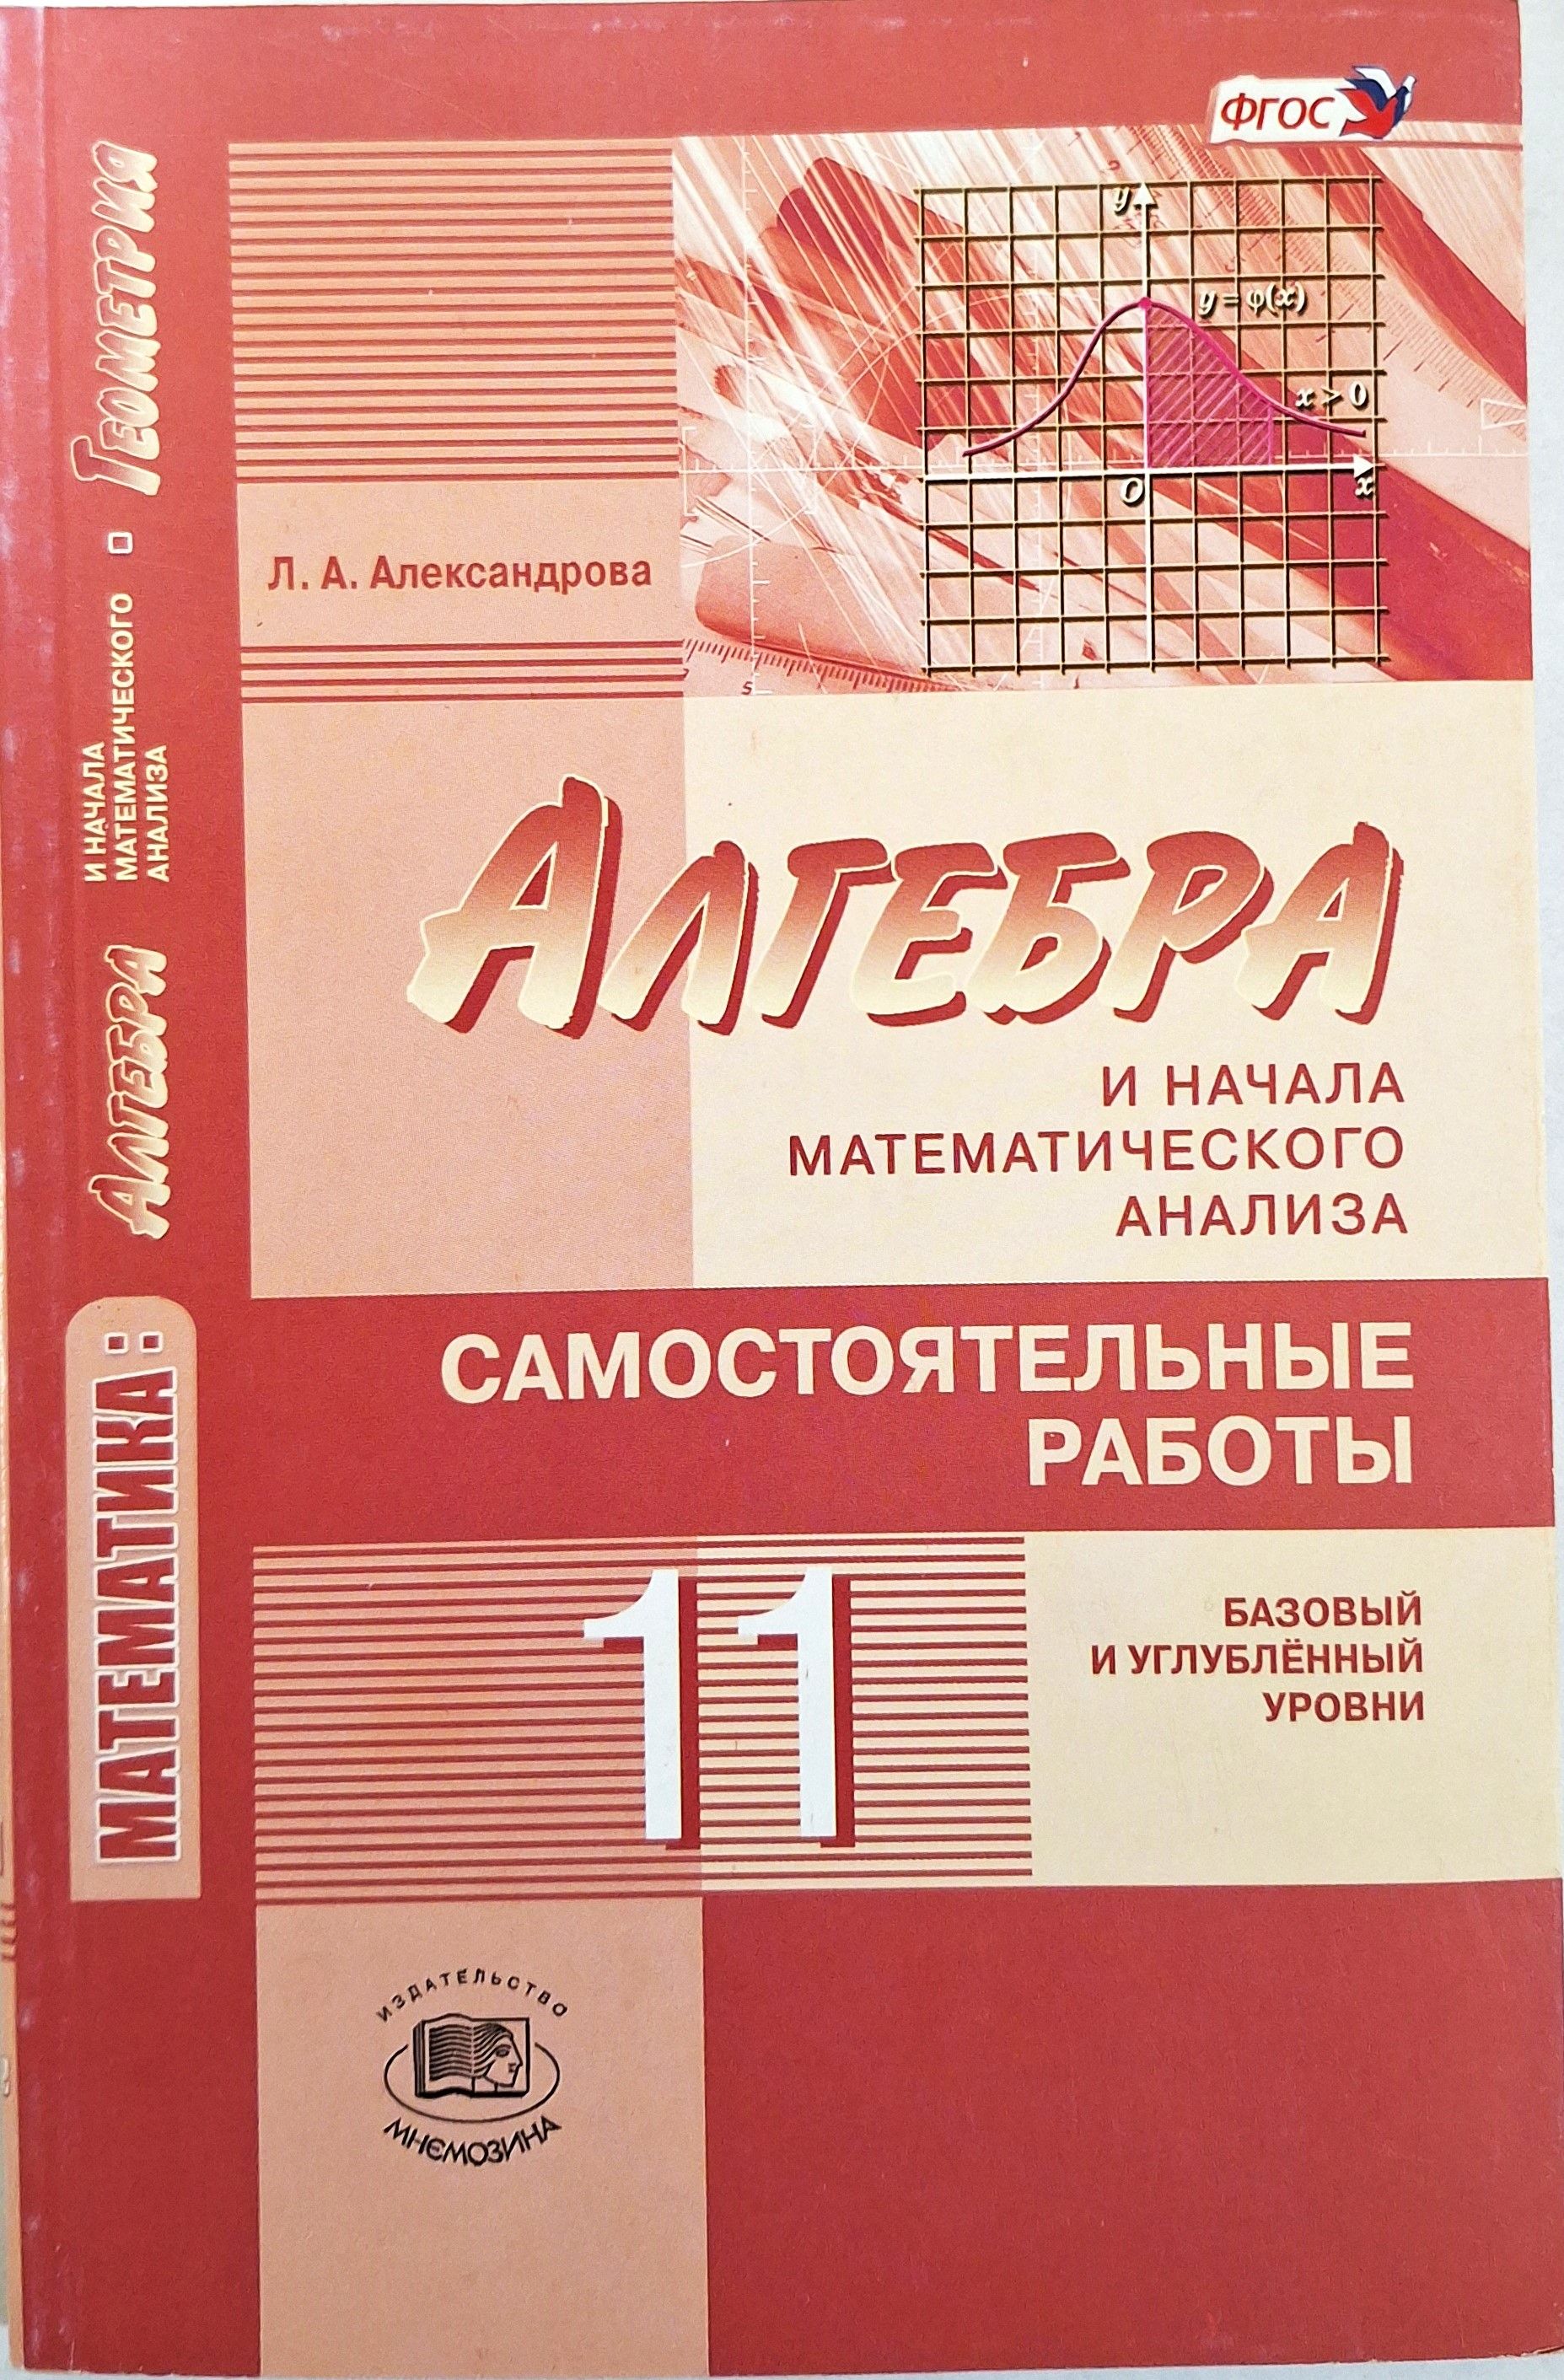 ФГОС
y
y = φ(x)
x > 0
O
x
Л. А. Александрова
АЛГЕБРА
И НАЧАЛА
МАТЕМАТИЧЕСКОГО
АНАЛИЗА
САМОСТОЯТЕЛЬНЫЕ
РАБОТЫ
11
БАЗОВЫЙ
И УГЛУБЛЁННЫЙ
УРОВНИ
ИЗДАТЕЛЬСТВО
МНЕМОЗИНА
МАТЕМАТИКА:
АЛГЕБРА
И НАЧАЛА
МАТЕМАТИЧЕСКОГО
АНАЛИЗА
ГЕОМЕТРИЯ